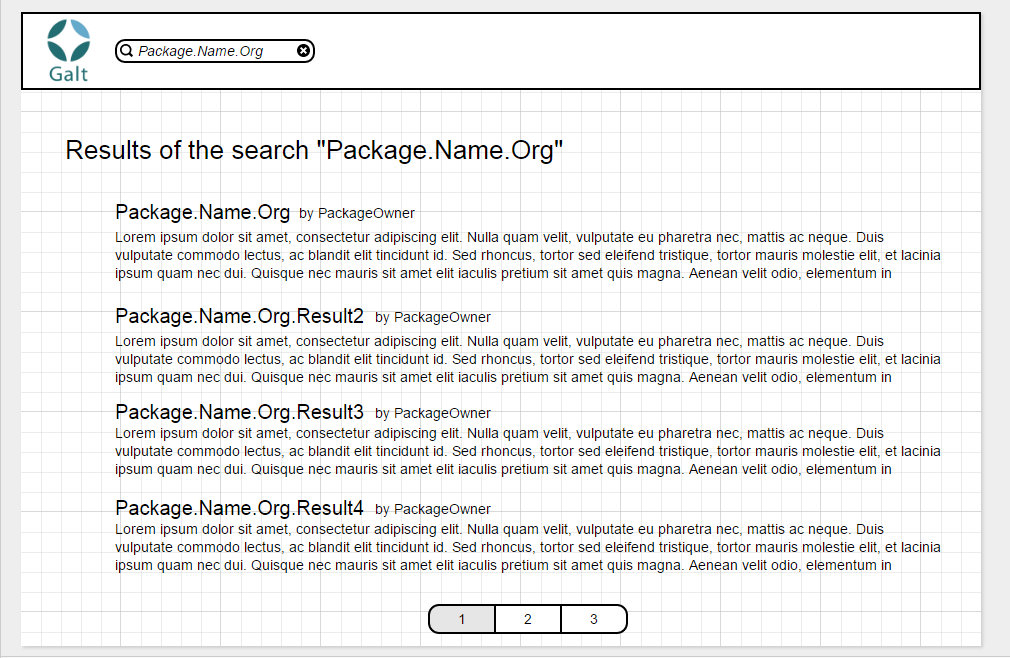 Galt
Package.Name.Org
Results of the search "Package.Name.Org"
Package.Name.Org by PackageOwner
Lorem ipsum dolor sit amet, consectetur adipiscing elit. Nulla quam velit, vulputate eu pharetra nec, mattis ac neque. Duis
vulputate commodo lectus, ac blandit elit tincidunt id. Sed rhoncus, tortor sed eleifend tristique, tortor mauris molestie elit, et lacinia
ipsum quam nec dui. Quisque nec mauris sit amet elit iaculis pretium sit amet quis magna. Aenean velit odio, elementum in
Package.Name.Org.Result2 by PackageOwner
Lorem ipsum dolor sit amet, consectetur adipiscing elit. Nulla quam velit, vulputate eu pharetra nec, mattis ac neque. Duis
vulputate commodo lectus, ac blandit elit tincidunt id. Sed rhoncus, tortor sed eleifend tristique, tortor mauris molestie elit, et lacinia
ipsum quam nec dui. Quisque nec mauris sit amet elit iaculis pretium sit amet quis magna. Aenean velit odio, elementum in
Package.Name.Org.Result3 by PackageOwner
Lorem ipsum dolor sit amet, consectetur adipiscing elit. Nulla quam velit, vulputate eu pharetra nec, mattis ac neque. Duis
vulputate commodo lectus, ac blandit elit tincidunt id. Sed rhoncus, tortor sed eleifend tristique, tortor mauris molestie elit, et lacinia
ipsum quam nec dui. Quisque nec mauris sit amet elit iaculis pretium sit amet quis magna. Aenean velit odio, elementum in
Package.Name.Org.Result4 by PackageOwner
Lorem ipsum dolor sit amet, consectetur adipiscing elit. Nulla quam velit, vulputate eu pharetra nec, mattis ac neque. Duis
vulputate commodo lectus, ac blandit elit tincidunt id. Sed rhoncus, tortor sed eleifend tristique, tortor mauris molestie elit, et lacinia
ipsum quam nec dui. Quisque nec mauris sit amet elit iaculis pretium sit amet quis magna. Aenean velit odio, elementum in
1 2 3